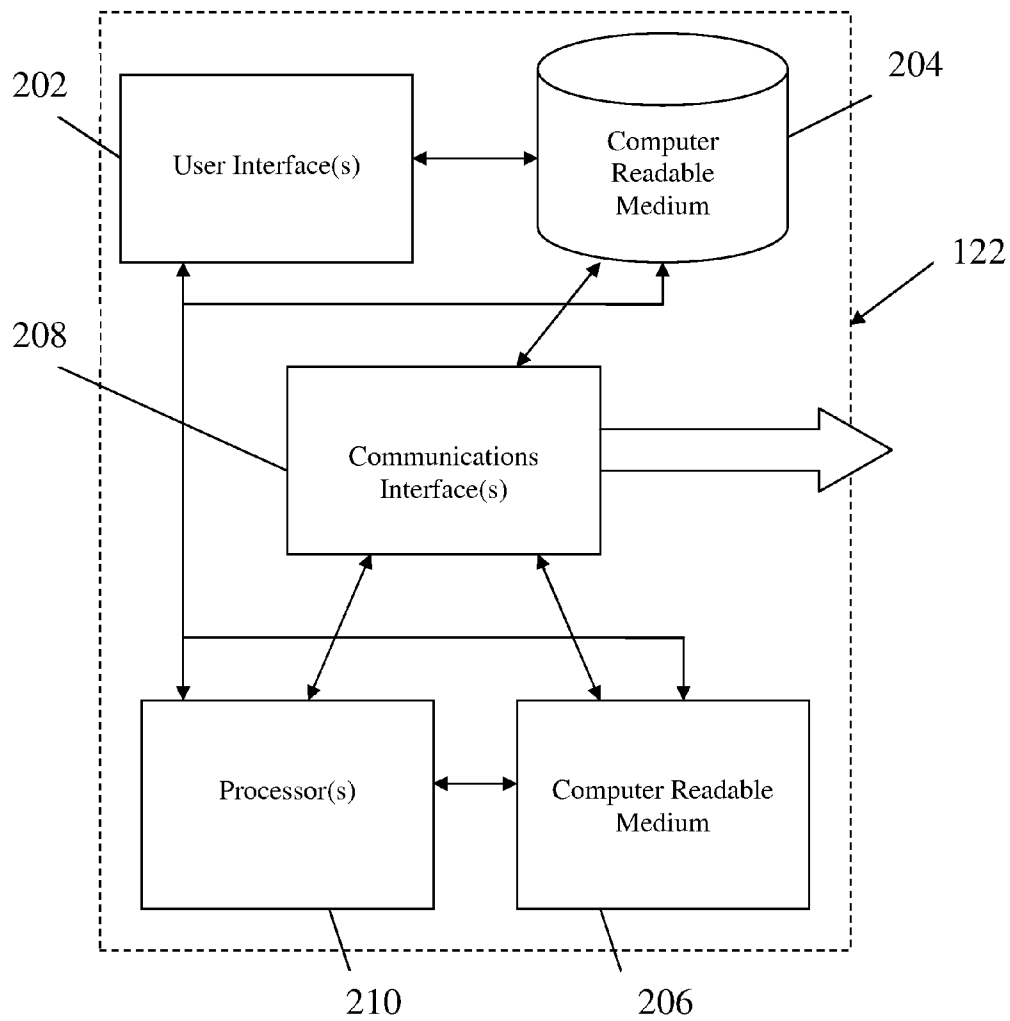 202
204
User Interface(s)
Computer
Readable
Medium
122
208
Communications
Interface(s)
Processor(s)
Computer Readable
Medium
210
206